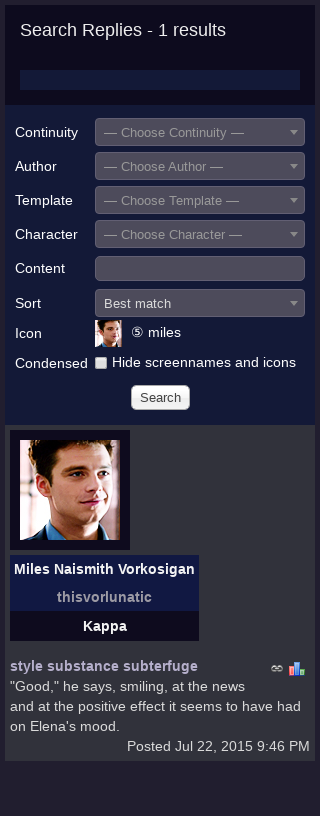 Search Replies - 1 results
Continuity — Choose Continuity —
Author — Choose Author —
Template — Choose Template —
Character — Choose Character —
Content
Sort Best match
Icon ⑤ miles
Condensed Hide screennames and icons
Search
Miles Naismith Vorkosigan
thisvorlunatic
Kappa
style substance subterfuge
"Good," he says, smiling, at the news
and at the positive effect it seems to have had
on Elena's mood.
Posted Jul 22, 2015 9:46 PM